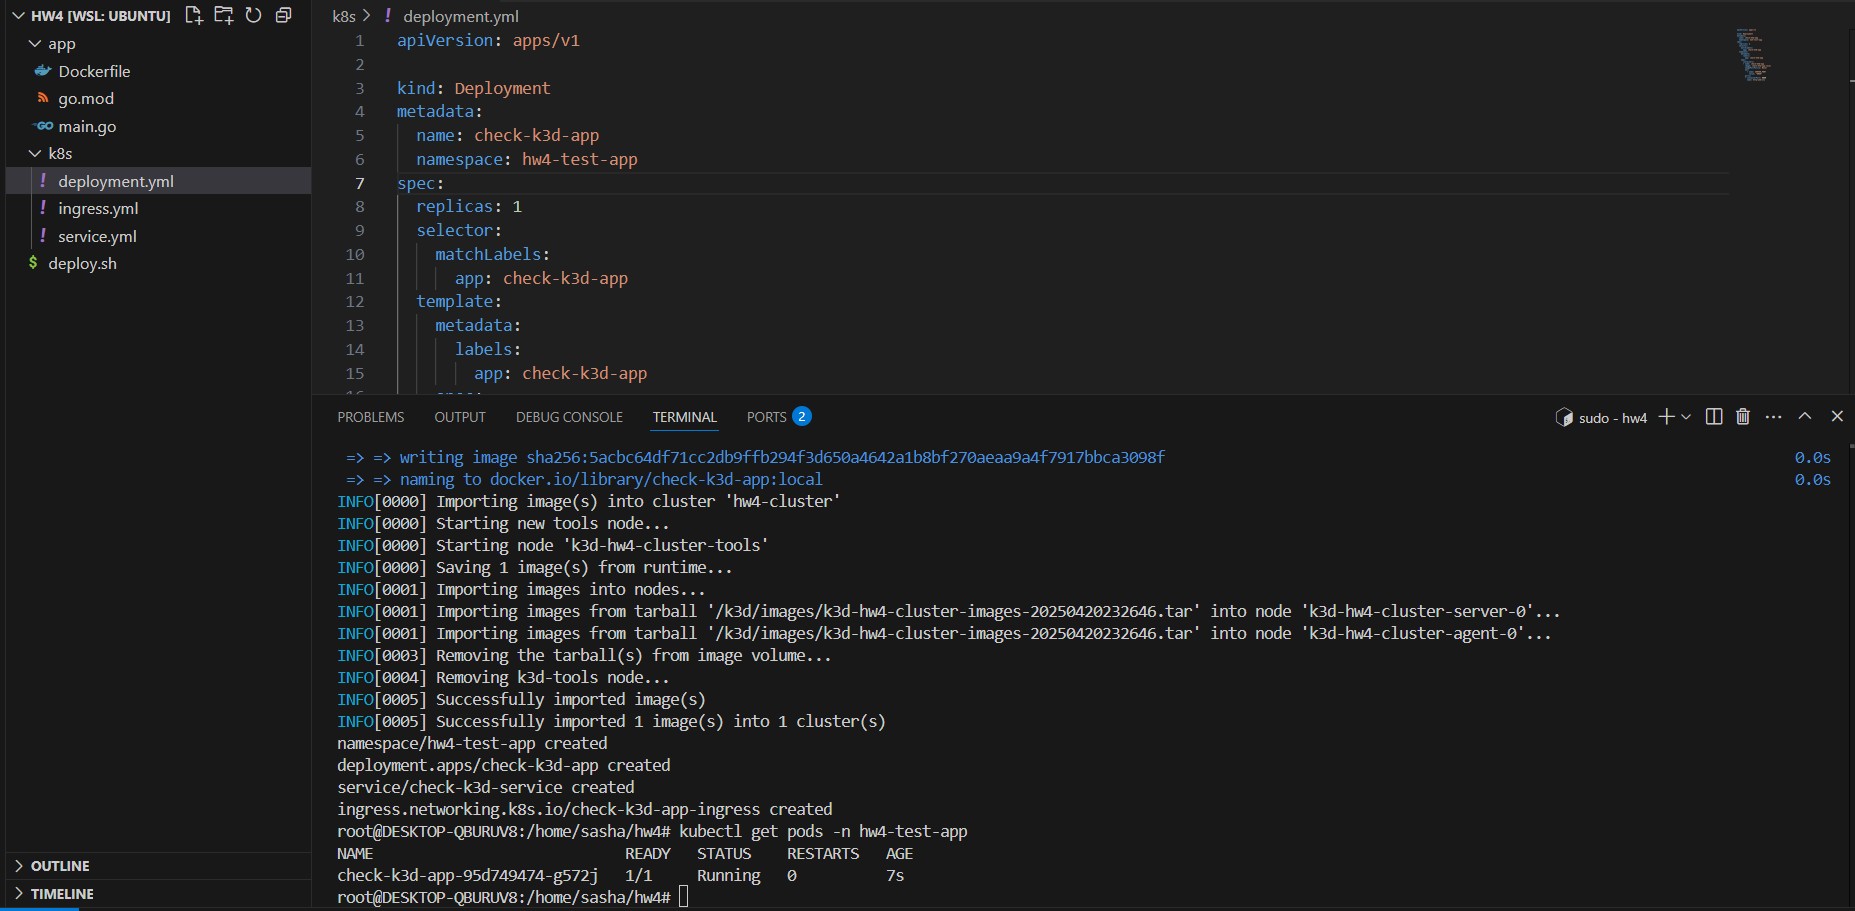 HW4 [WSL: UBUNTU]
app
Dockerfile
go.mod
main.go
k8s
deployment.yml
ingress.yml
service.yml
deploy.sh
OUTLINE
TIMELINE
k8s > ! deployment.yml
1 apiVersion: apps/v1
2
3 kind: Deployment
4 metadata:
5 name: check-k3d-app
6 namespace: hw4-test-app
7 spec:
8 replicas: 1
9 selector:
10 matchLabels:
11 app: check-k3d-app
12 template:
13 metadata:
14 labels:
15 app: check-k3d-app
PROBLEMS OUTPUT DEBUG CONSOLE TERMINAL PORTS 2 sudo - hw4
=> => writing image sha256:5acbc64df71cc2db9ffb294f3d650a4642a1b8bf270aeaa9a4f7917bbca3098f 0.0s
=> => naming to docker.io/library/check-k3d-app:local 0.0s
INFO[0000] Importing image(s) into cluster 'hw4-cluster'
INFO[0000] Starting new tools node...
INFO[0000] Starting node 'k3d-hw4-cluster-tools'
INFO[0000] Saving 1 image(s) from runtime...
INFO[0001] Importing images into nodes...
INFO[0001] Importing images from tarball '/k3d/images/k3d-hw4-cluster-images-20250420232646.tar' into node 'k3d-hw4-cluster-server-0'...
INFO[0001] Importing images from tarball '/k3d/images/k3d-hw4-cluster-images-20250420232646.tar' into node 'k3d-hw4-cluster-agent-0'...
INFO[0003] Removing the tarball(s) from image volume...
INFO[0004] Removing k3d-tools node...
INFO[0005] Successfully imported image(s)
INFO[0005] Successfully imported 1 image(s) into 1 cluster(s)
namespace/hw4-test-app created
deployment.apps/check-k3d-app created
service/check-k3d-service created
ingress.networking.k8s.io/check-k3d-app-ingress created
root@DESKTOP-QBURUV8:/home/sasha/hw4# kubectl get pods -n hw4-test-app
NAME READY STATUS RESTARTS AGE
check-k3d-app-95d749474-g572j 1/1 Running 0 7s
root@DESKTOP-QBURUV8:/home/sasha/hw4#